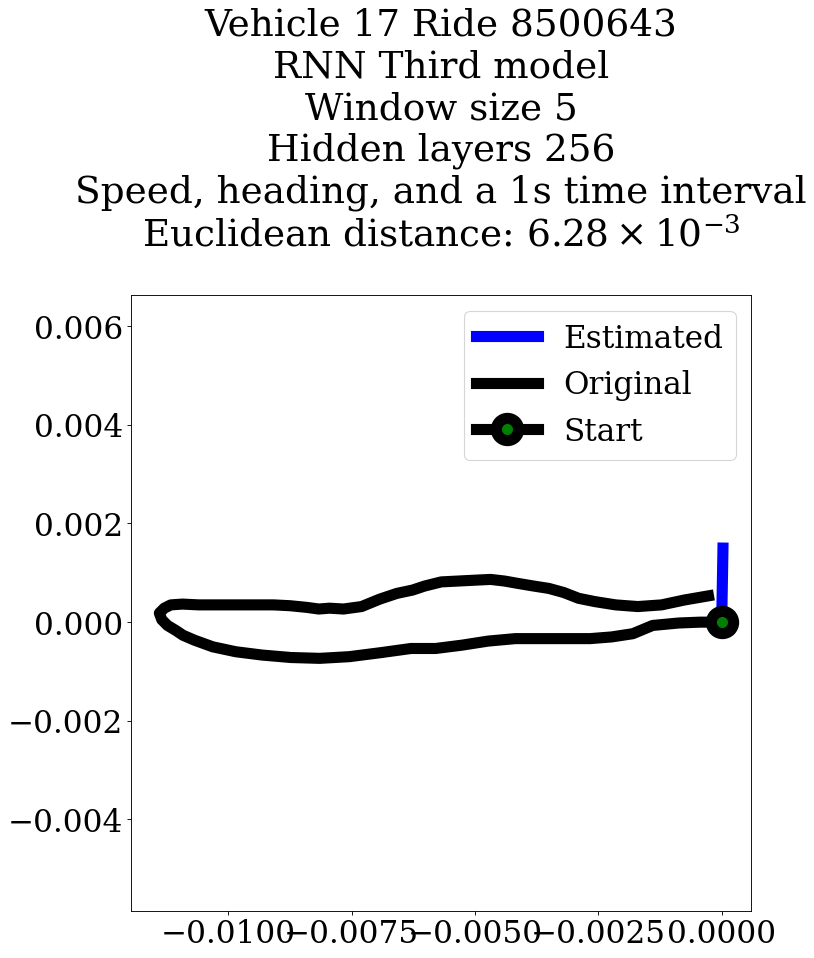 Vehicle 17 Ride 8500643
RNN Third model
Window size 5
Hidden layers 256
Speed, heading, and a 1s time interval
Euclidean distance: 6.28 × 10⁻³
Estimated
Original
Start
0.006
0.004
0.002
0.000
−0.002
−0.004
−0.0100 −0.0075 −0.0050 −0.0025 0.0000